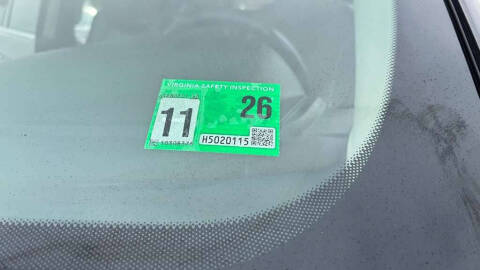 VIRGINIA SAFETY INSPECTION
11
26
H5020115